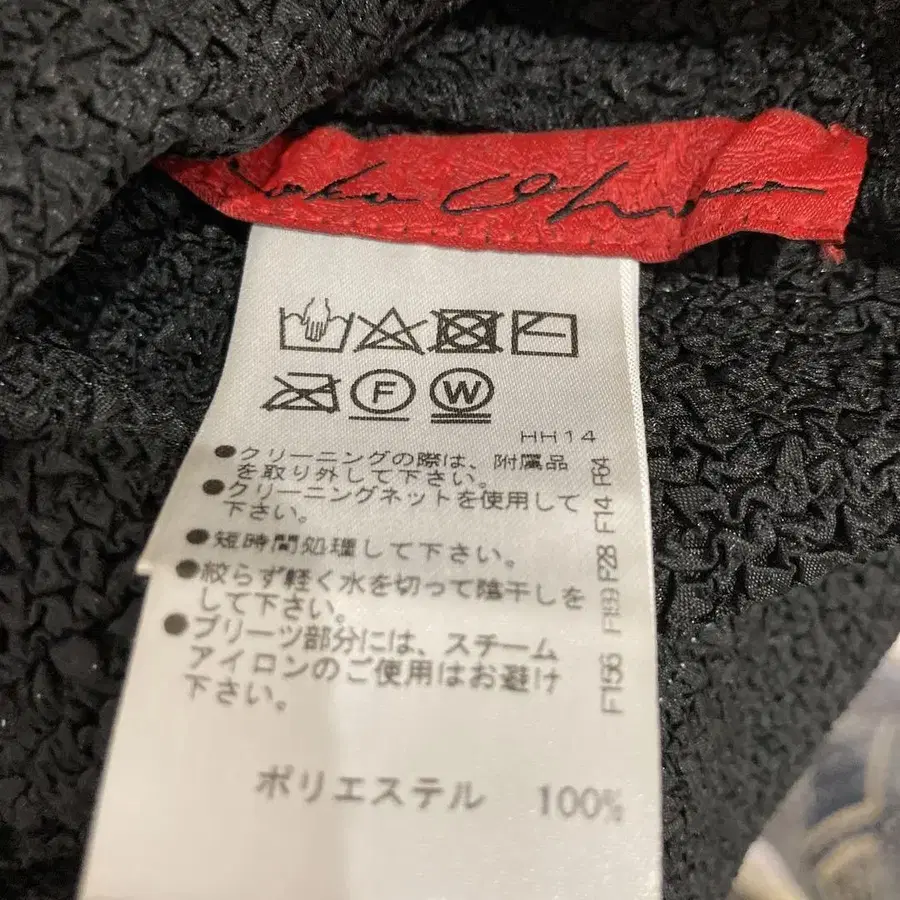 F
W
HH14
●クリーニングの際は、附属品
を取り外して下さい。
●クリーニングネットを使用して
下さい。
●短時間処理して下さい。
●絞らず軽く水を切って陰干しを
して下さい。
●プリーツ部分には、スチーム
アイロンのご使用はお避け
下さい。
ポリエステル 100%
F156 F199 F28 F14 F64